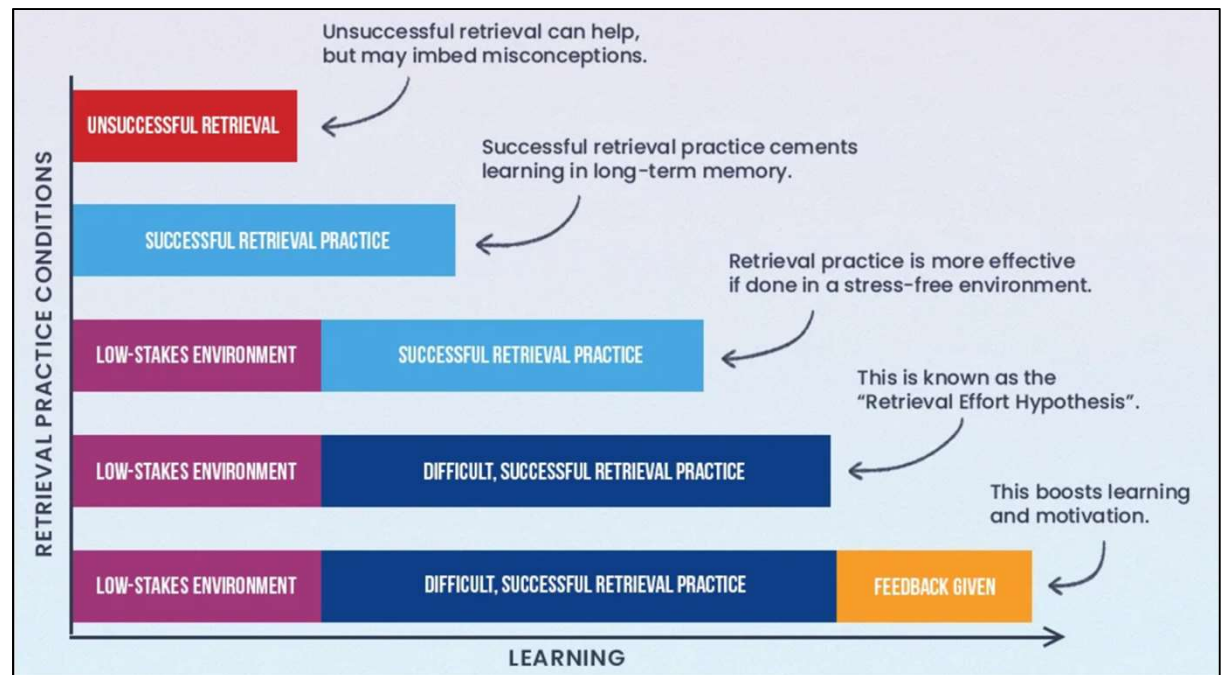 Unsuccessful retrieval can help,
but may imbed misconceptions.
UNSUCCESSFUL RETRIEVAL
Successful retrieval practice cements
learning in long-term memory.
SUCCESSFUL RETRIEVAL PRACTICE
Retrieval practice is more effective
if done in a stress-free environment.
LOW-STAKES ENVIRONMENT
SUCCESSFUL RETRIEVAL PRACTICE
This is known as the
“Retrieval Effort Hypothesis”.
LOW-STAKES ENVIRONMENT
DIFFICULT, SUCCESSFUL RETRIEVAL PRACTICE
This boosts learning
and motivation.
LOW-STAKES ENVIRONMENT
DIFFICULT, SUCCESSFUL RETRIEVAL PRACTICE
FEEDBACK GIVEN
RETRIEVAL PRACTICE CONDITIONS
LEARNING